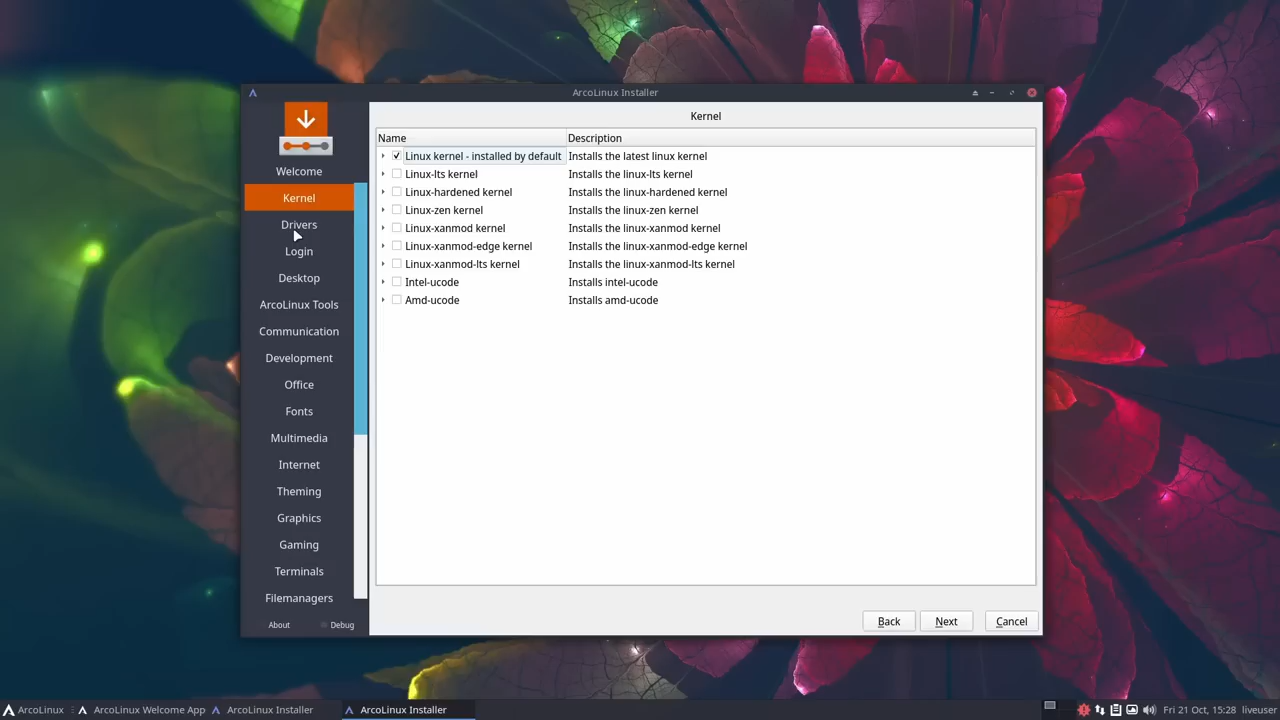 ArcoLinux Installer
Welcome
Kernel
Drivers
Login
Desktop
ArcoLinux Tools
Communication
Development
Office
Fonts
Multimedia
Internet
Theming
Graphics
Gaming
Terminals
Filemanagers
About Debug
Kernel
Name Description
Linux kernel - installed by default Installs the latest linux kernel
Linux-lts kernel Installs the linux-lts kernel
Linux-hardened kernel Installs the linux-hardened kernel
Linux-zen kernel Installs the linux-zen kernel
Linux-xanmod kernel Installs the linux-xanmod kernel
Linux-xanmod-edge kernel Installs the linux-xanmod-edge kernel
Linux-xanmod-lts kernel Installs the linux-xanmod-lts kernel
Intel-ucode Installs intel-ucode
Amd-ucode Installs amd-ucode
Back Next Cancel
ArcoLinux ArcoLinux Welcome App ArcoLinux Installer ArcoLinux Installer Fri 21 Oct, 15:28 liveuser